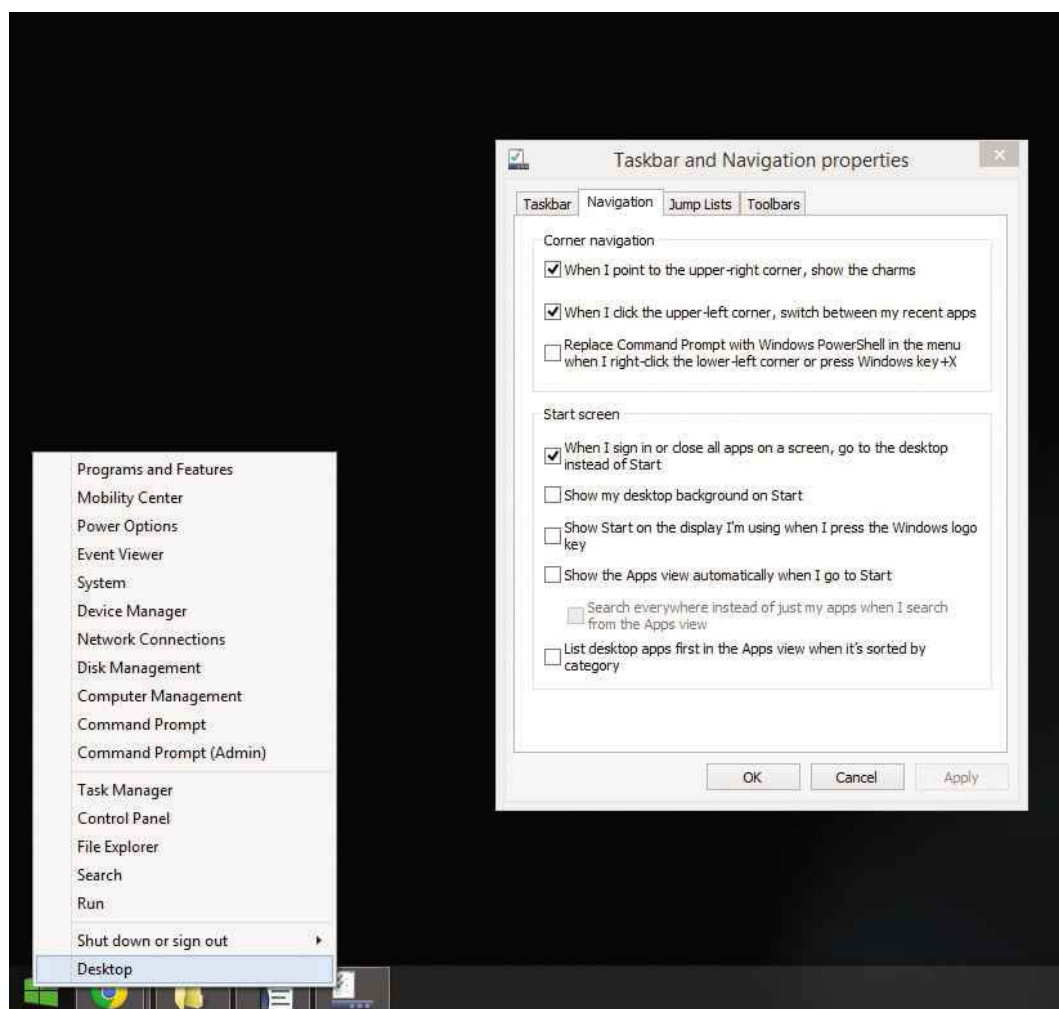 Taskbar and Navigation properties
Taskbar
Navigation
Jump Lists
Toolbars
Corner navigation
When I point to the upper-right corner, show the charms
When I click the upper-left corner, switch between my recent apps
Replace Command Prompt with Windows PowerShell in the menu
when I right-click the lower-left corner or press Windows key+X
Start screen
When I sign in or close all apps on a screen, go to the desktop
instead of Start
Show my desktop background on Start
Show Start on the display I'm using when I press the Windows logo
key
Show the Apps view automatically when I go to Start
Search everywhere instead of just my apps when I search
from the Apps view
List desktop apps first in the Apps view when it's sorted by
category
OK
Cancel
Apply
Programs and Features
Mobility Center
Power Options
Event Viewer
System
Device Manager
Network Connections
Disk Management
Computer Management
Command Prompt
Command Prompt (Admin)
Task Manager
Control Panel
File Explorer
Search
Run
Shut down or sign out
Desktop